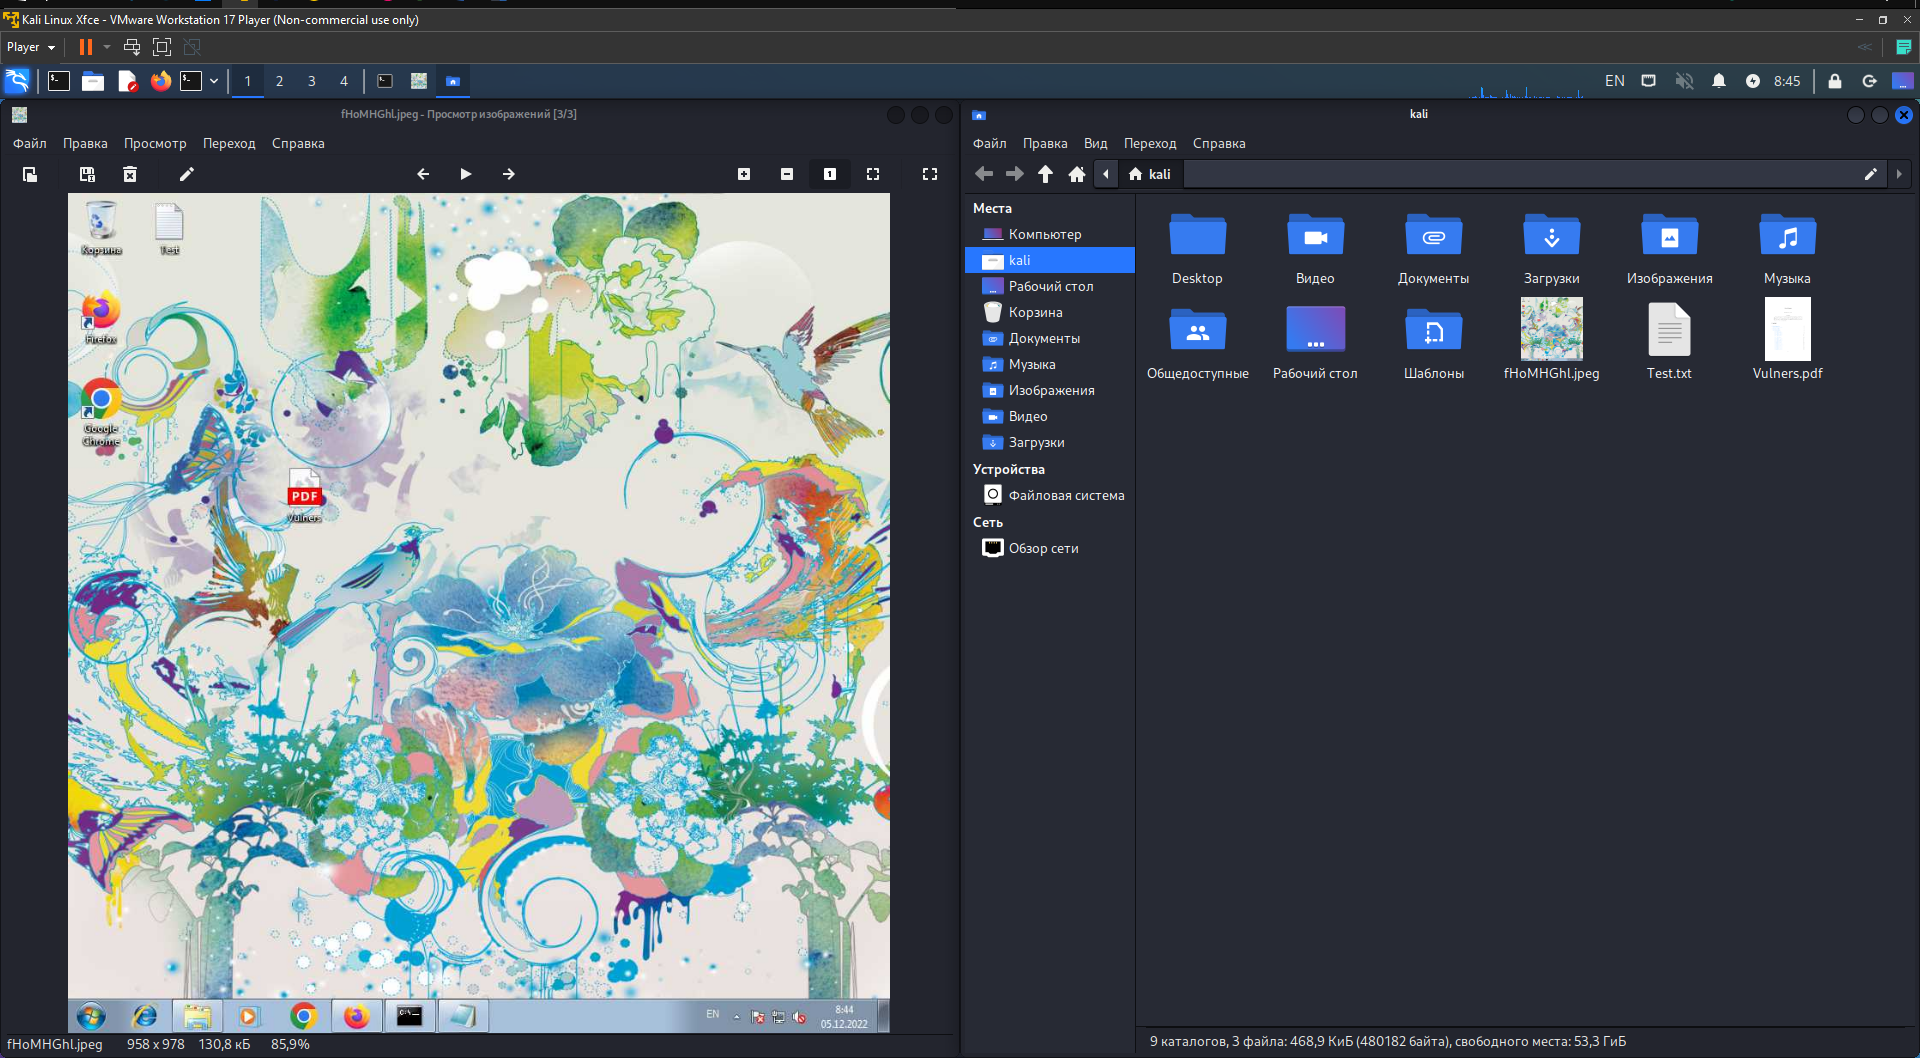 Kali Linux Xfce - VMware Workstation 17 Player (Non-commercial use only)
Player
1 2 3 4
EN 8:45
fHoMHGhl.jpeg - Просмотр изображений [3/3]
Файл Правка Просмотр Переход Справка
Корзина Test
Firefox
Google Chrome
PDF
Vulners
C:\
EN 8:44
05.12.2022
fHoMHGhl.jpeg 958 x 978 130,8 кБ 85,9%
kali
Файл Правка Вид Переход Справка
kali
Места
Компьютер
kali
Рабочий стол
Корзина
Документы
Музыка
Изображения
Видео
Загрузки
Устройства
Файловая система
Сеть
Обзор сети
Desktop Видео Документы Загрузки Изображения Музыка
Общедоступные Рабочий стол Шаблоны fHoMHGhl.jpeg Test.txt Vulners.pdf
9 каталогов, 3 файла: 468,9 КиБ (480182 байта), свободного места: 53,3 ГиБ